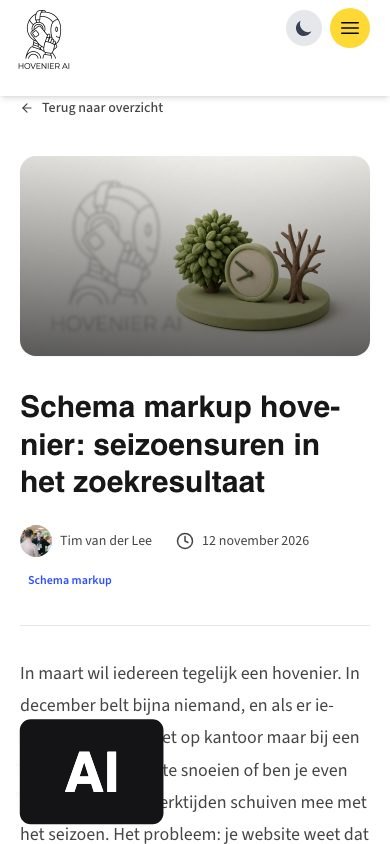 HOVENIER AI
Terug naar overzicht
HOVENIER AI
Schema markup hove-
nier: seizoensuren in
het zoekresultaat
Tim van der Lee
12 november 2026
Schema markup
In maart wil iedereen tegelijk een hovenier. In
december belt bijna niemand, en als er ie-
et op kantoor maar bij een
te snoeien of ben je even
erktijden schuiven mee met
AI
het seizoen. Het probleem: je website weet dat